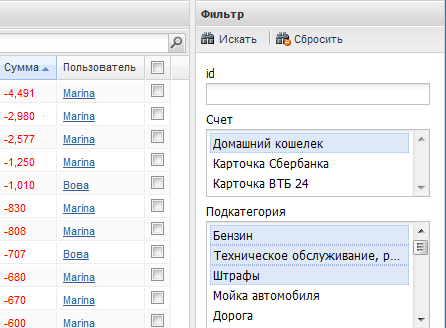 Сумма Пользователь
-4,491 Marina
-2,980 Marina
-2,577 Marina
-1,250 Marina
-1,010 Вова
-830 Marina
-808 Marina
-707 Вова
-680 Marina
-670 Marina
-600 Marina
Фильтр
Искать Сбросить
id
Счет
Домашний кошелек
Карточка Сбербанка
Карточка ВТБ 24
Подкатегория
Бензин
Техническое обслуживание, р...
Штрафы
Мойка автомобиля
Дорога